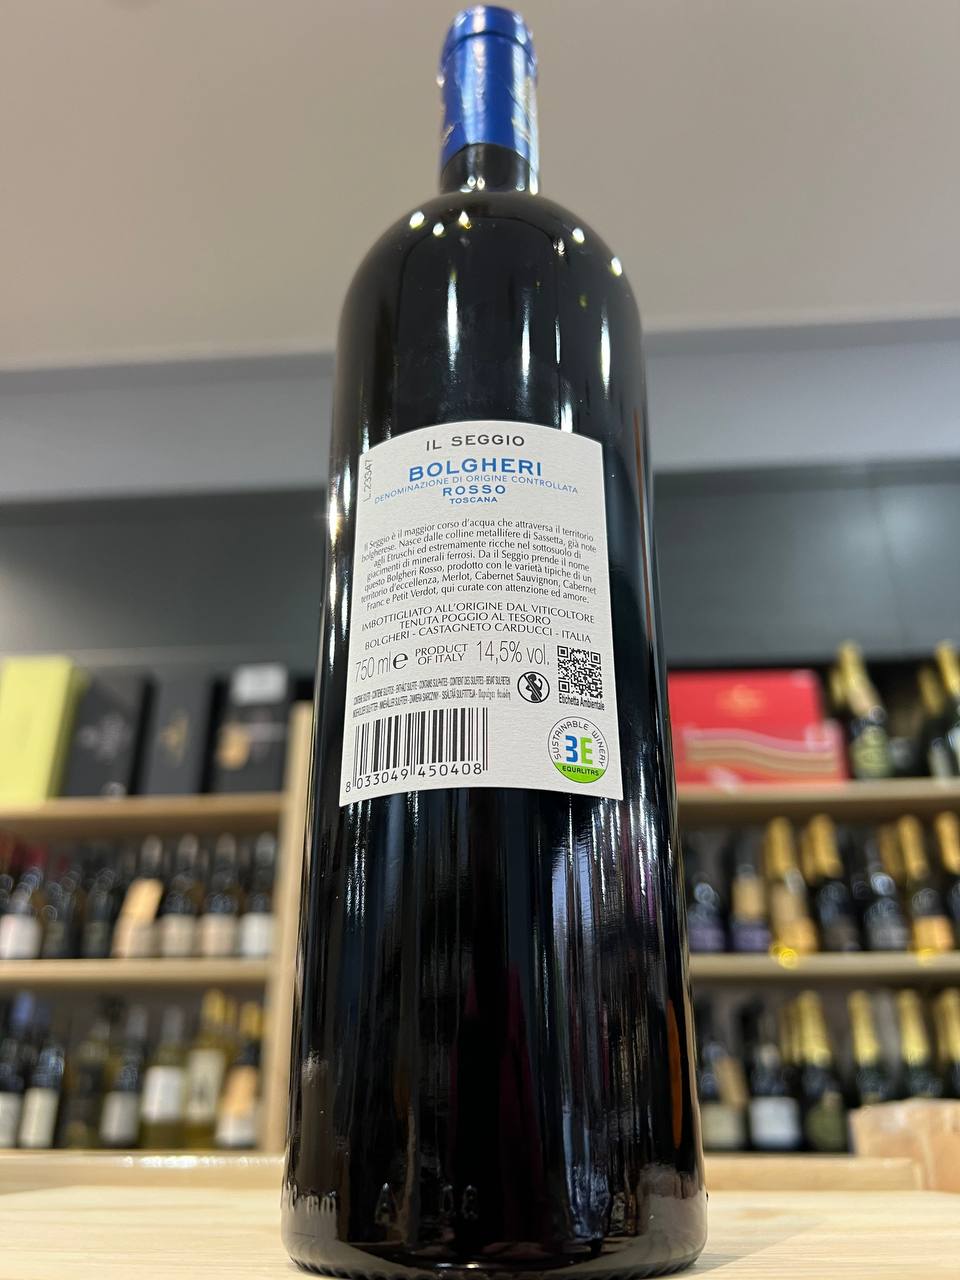 IL SEGGIO
L.23347
BOLGHERI
DENOMINAZIONE DI ORIGINE CONTROLLATA
ROSSO
TOSCANA
Il Seggio è il maggior corso d'acqua che attraversa il territorio
bolgherese. Nasce dalle colline metallifere di Sassetta, già note
agli Etruschi ed estremamente ricche nel sottosuolo di
giacimenti di minerali ferrosi. Da il Seggio prende il nome
questo Bolgheri Rosso, prodotto con le varietà tipiche di un
territorio d'eccellenza, Merlot, Cabernet Sauvignon, Cabernet
Franc e Petit Verdot, qui curate con attenzione ed amore.
IMBOTTIGLIATO ALL'ORIGINE DAL VITICOLTORE
TENUTA POGGIO AL TESORO
BOLGHERI - CASTAGNETO CARDUCCI - ITALIA
750 ml e PRODUCT OF ITALY 14,5% vol.
Etichetta Ambientale
8 033049 450408
SUSTAINABLE WINERY
3E
EQUALITAS